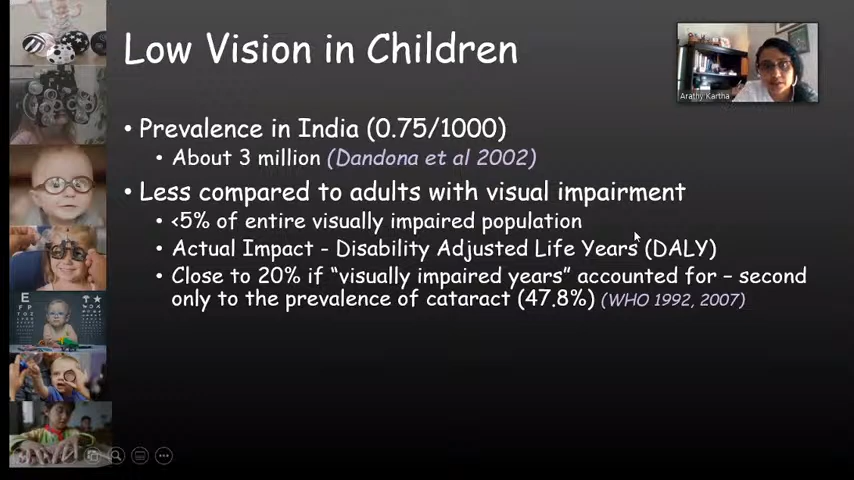 Low Vision in Children
Arathy Kartha
• Prevalence in India (0.75/1000)
• About 3 million (Dandona et al 2002)
• Less compared to adults with visual impairment
• <5% of entire visually impaired population
• Actual Impact - Disability Adjusted Life Years (DALY)
• Close to 20% if “visually impaired years” accounted for – second
only to the prevalence of cataract (47.8%) (WHO 1992, 2007)